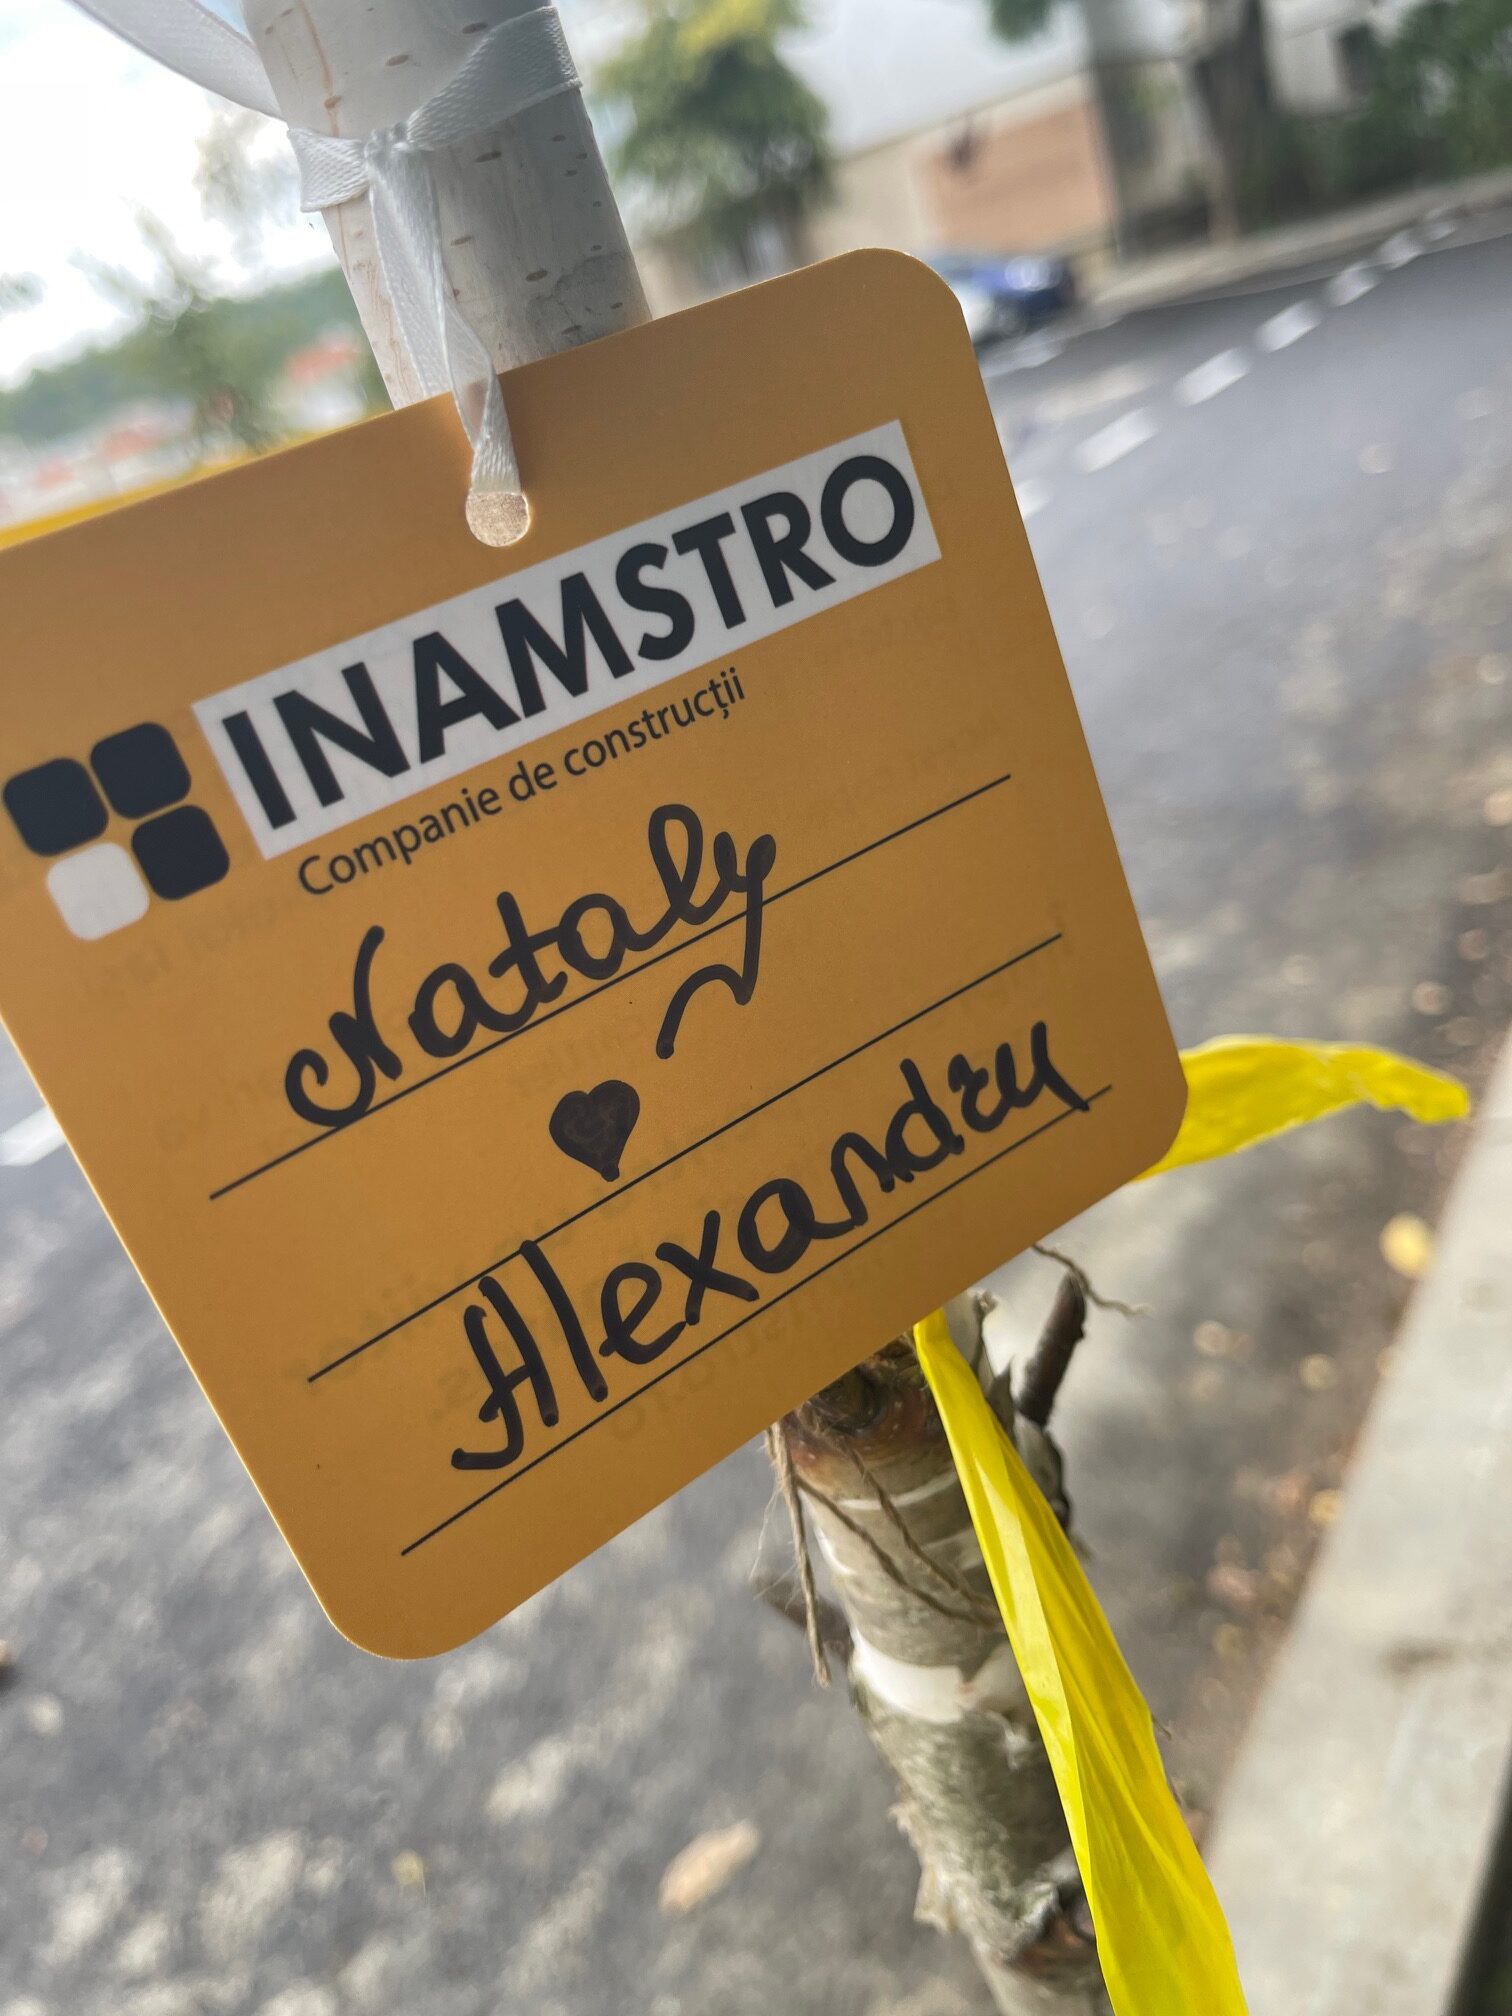 INAMSTRO
Companie de construcții
Nataly
Alexandru